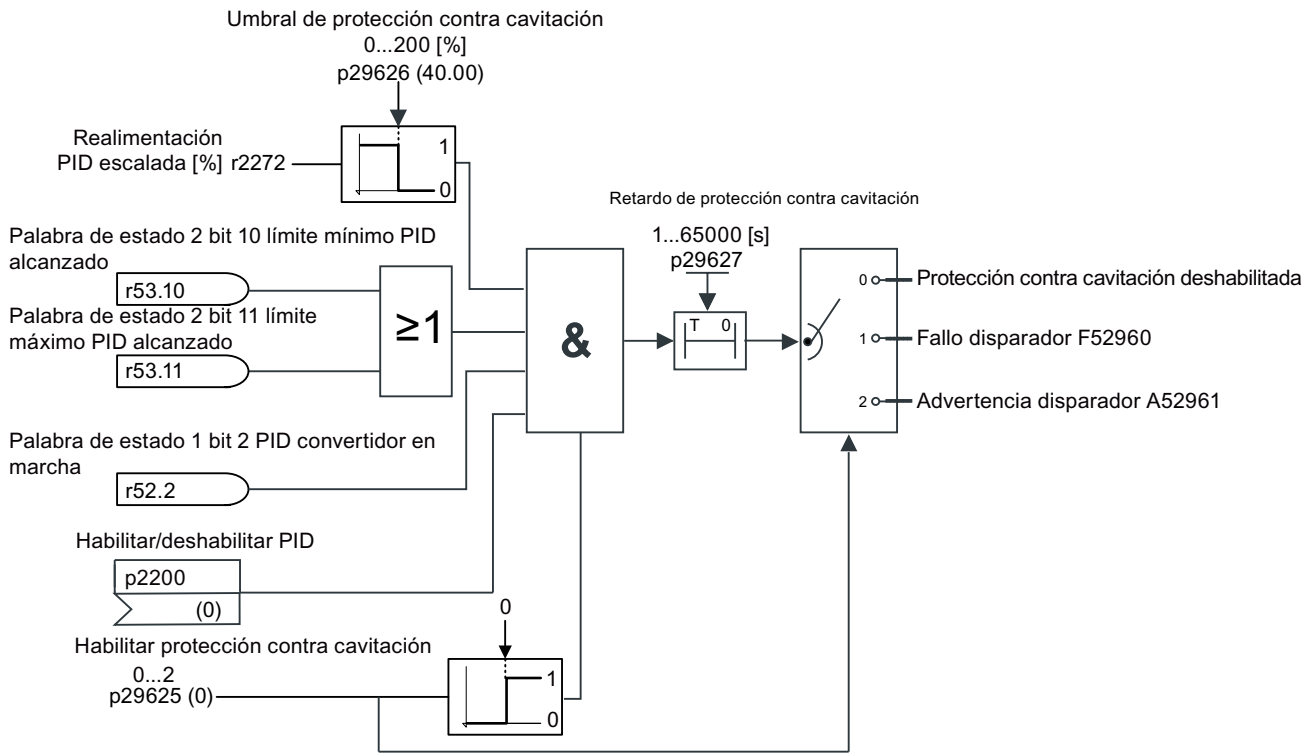 Umbral de protección contra cavitación
0...200 [%]
p29626 (40.00)
Realimentación
PID escalada [%] r2272
1
0
Retardo de protección contra cavitación
1...65000 [s]
p29627
Palabra de estado 2 bit 10 límite mínimo PID
alcanzado
r53.10
Palabra de estado 2 bit 11 límite
máximo PID alcanzado
r53.11
≥1
&
T 0
0 Protección contra cavitación deshabilitada
1 Fallo disparador F52960
2 Advertencia disparador A52961
Palabra de estado 1 bit 2 PID convertidor en
marcha
r52.2
Habilitar/deshabilitar PID
p2200
(0)
0
Habilitar protección contra cavitación
0...2
p29625 (0)
1
0